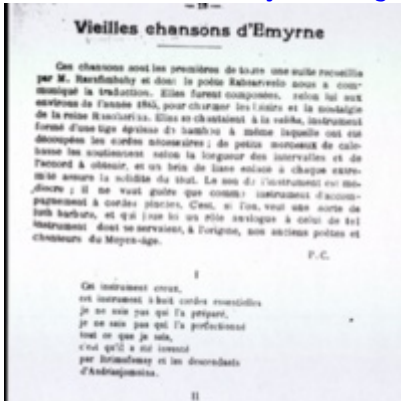 — 19 —
Vieilles chansons d'Emyrne
Ces chansons sont les premières de toute une suite recueillie
par M. et dont le poète Rabearivelo nous a com-
muniqué la traduction. Elles furent composées, selon lui aux
environs de l'année pour charmer les loisirs et la nostalgie
de la reine Elles se chantaient à la valiha, instrument
formé d'une tige épaisse de bambou à même laquelle ont été
découpées les cordes nécessaires ; de petits morceaux de cale-
basse les soutiennent selon la longueur des intervalles et de
l'accord à obtenir, et un brin de liane enlacé à chaque extré-
mité assure la solidité du tout. Le son de l'instrument est mé-
diocre ; il ne vaut guère que comme instrument d'accom-
pagnement à cordes pincées. C'est, si l'on veut une sorte de
luth barbare, et qui joue ici un rôle analogue à celui de tel
instrument dont se servaient, à l'origine, nos anciens poètes et
chanteurs du Moyen-âge.
P. C.
I
Cet instrument creux,
cet instrument à huit cordes essentielles
je ne sais pas qui l'a préparé,
je ne sais pas qui l'a perfectionné
tout ce que je sais,
c'est qu'il a été inventé
par et les descendants
d'Andrianjomoina.
II